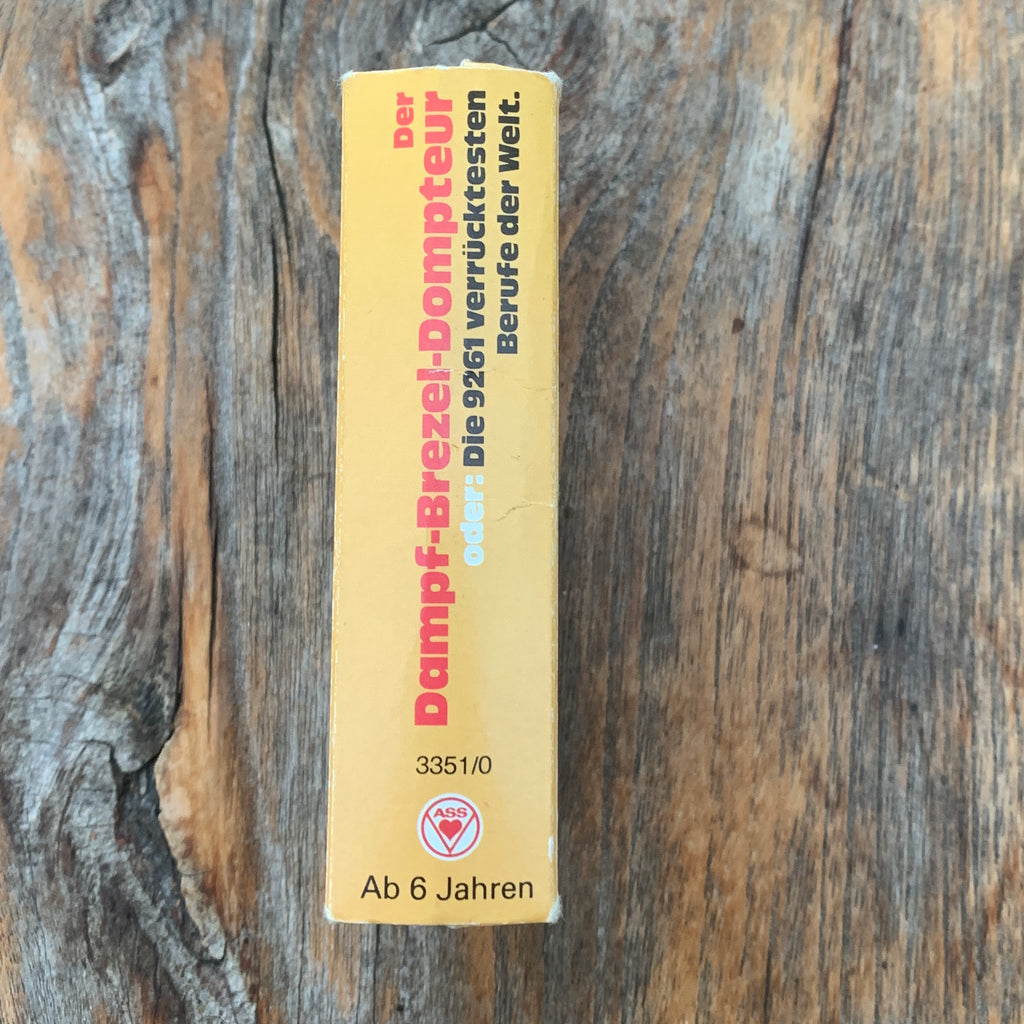 Der
Dampf-Brezel-Dompteur
oder: Die 9261 verrücktesten
Berufe der Welt.
3351/0
ASS
Ab 6 Jahren